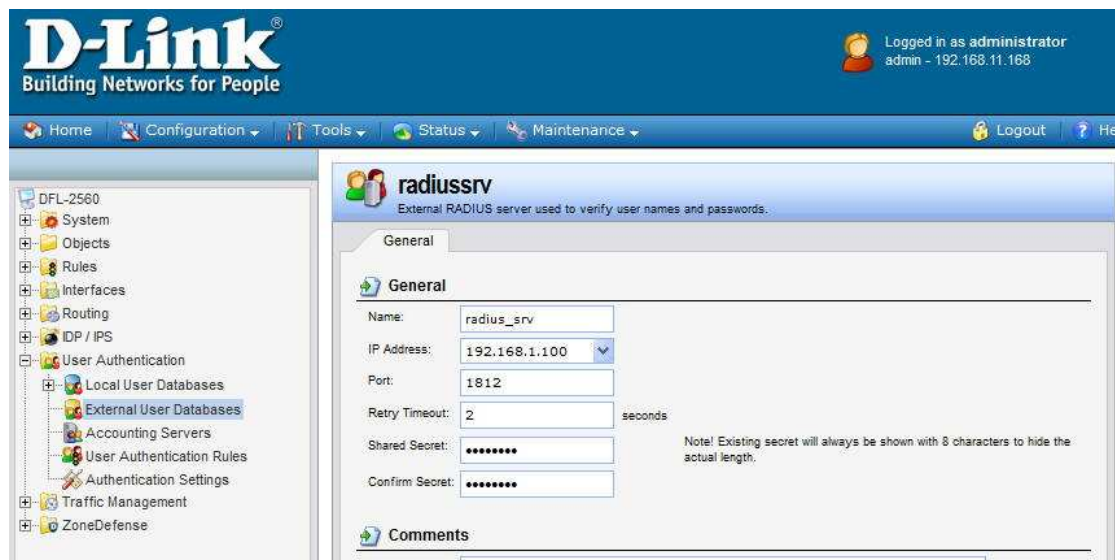 D-Link®
Building Networks for People
Logged in as administrator
admin - 192.168.11.168
Home Configuration Tools Status Maintenance Logout ? He
DFL-2560
System
Objects
Rules
Interfaces
Routing
IDP / IPS
User Authentication
Local User Databases
External User Databases
Accounting Servers
User Authentication Rules
Authentication Settings
Traffic Management
ZoneDefense
radiussrv
External RADIUS server used to verify user names and passwords.
General
General
Name: radius_srv
IP Address: 192.168.1.100
Port: 1812
Retry Timeout: 2 seconds
Shared Secret: •••••••• Note! Existing secret will always be shown with 8 characters to hide the
actual length.
Confirm Secret: ••••••••
Comments